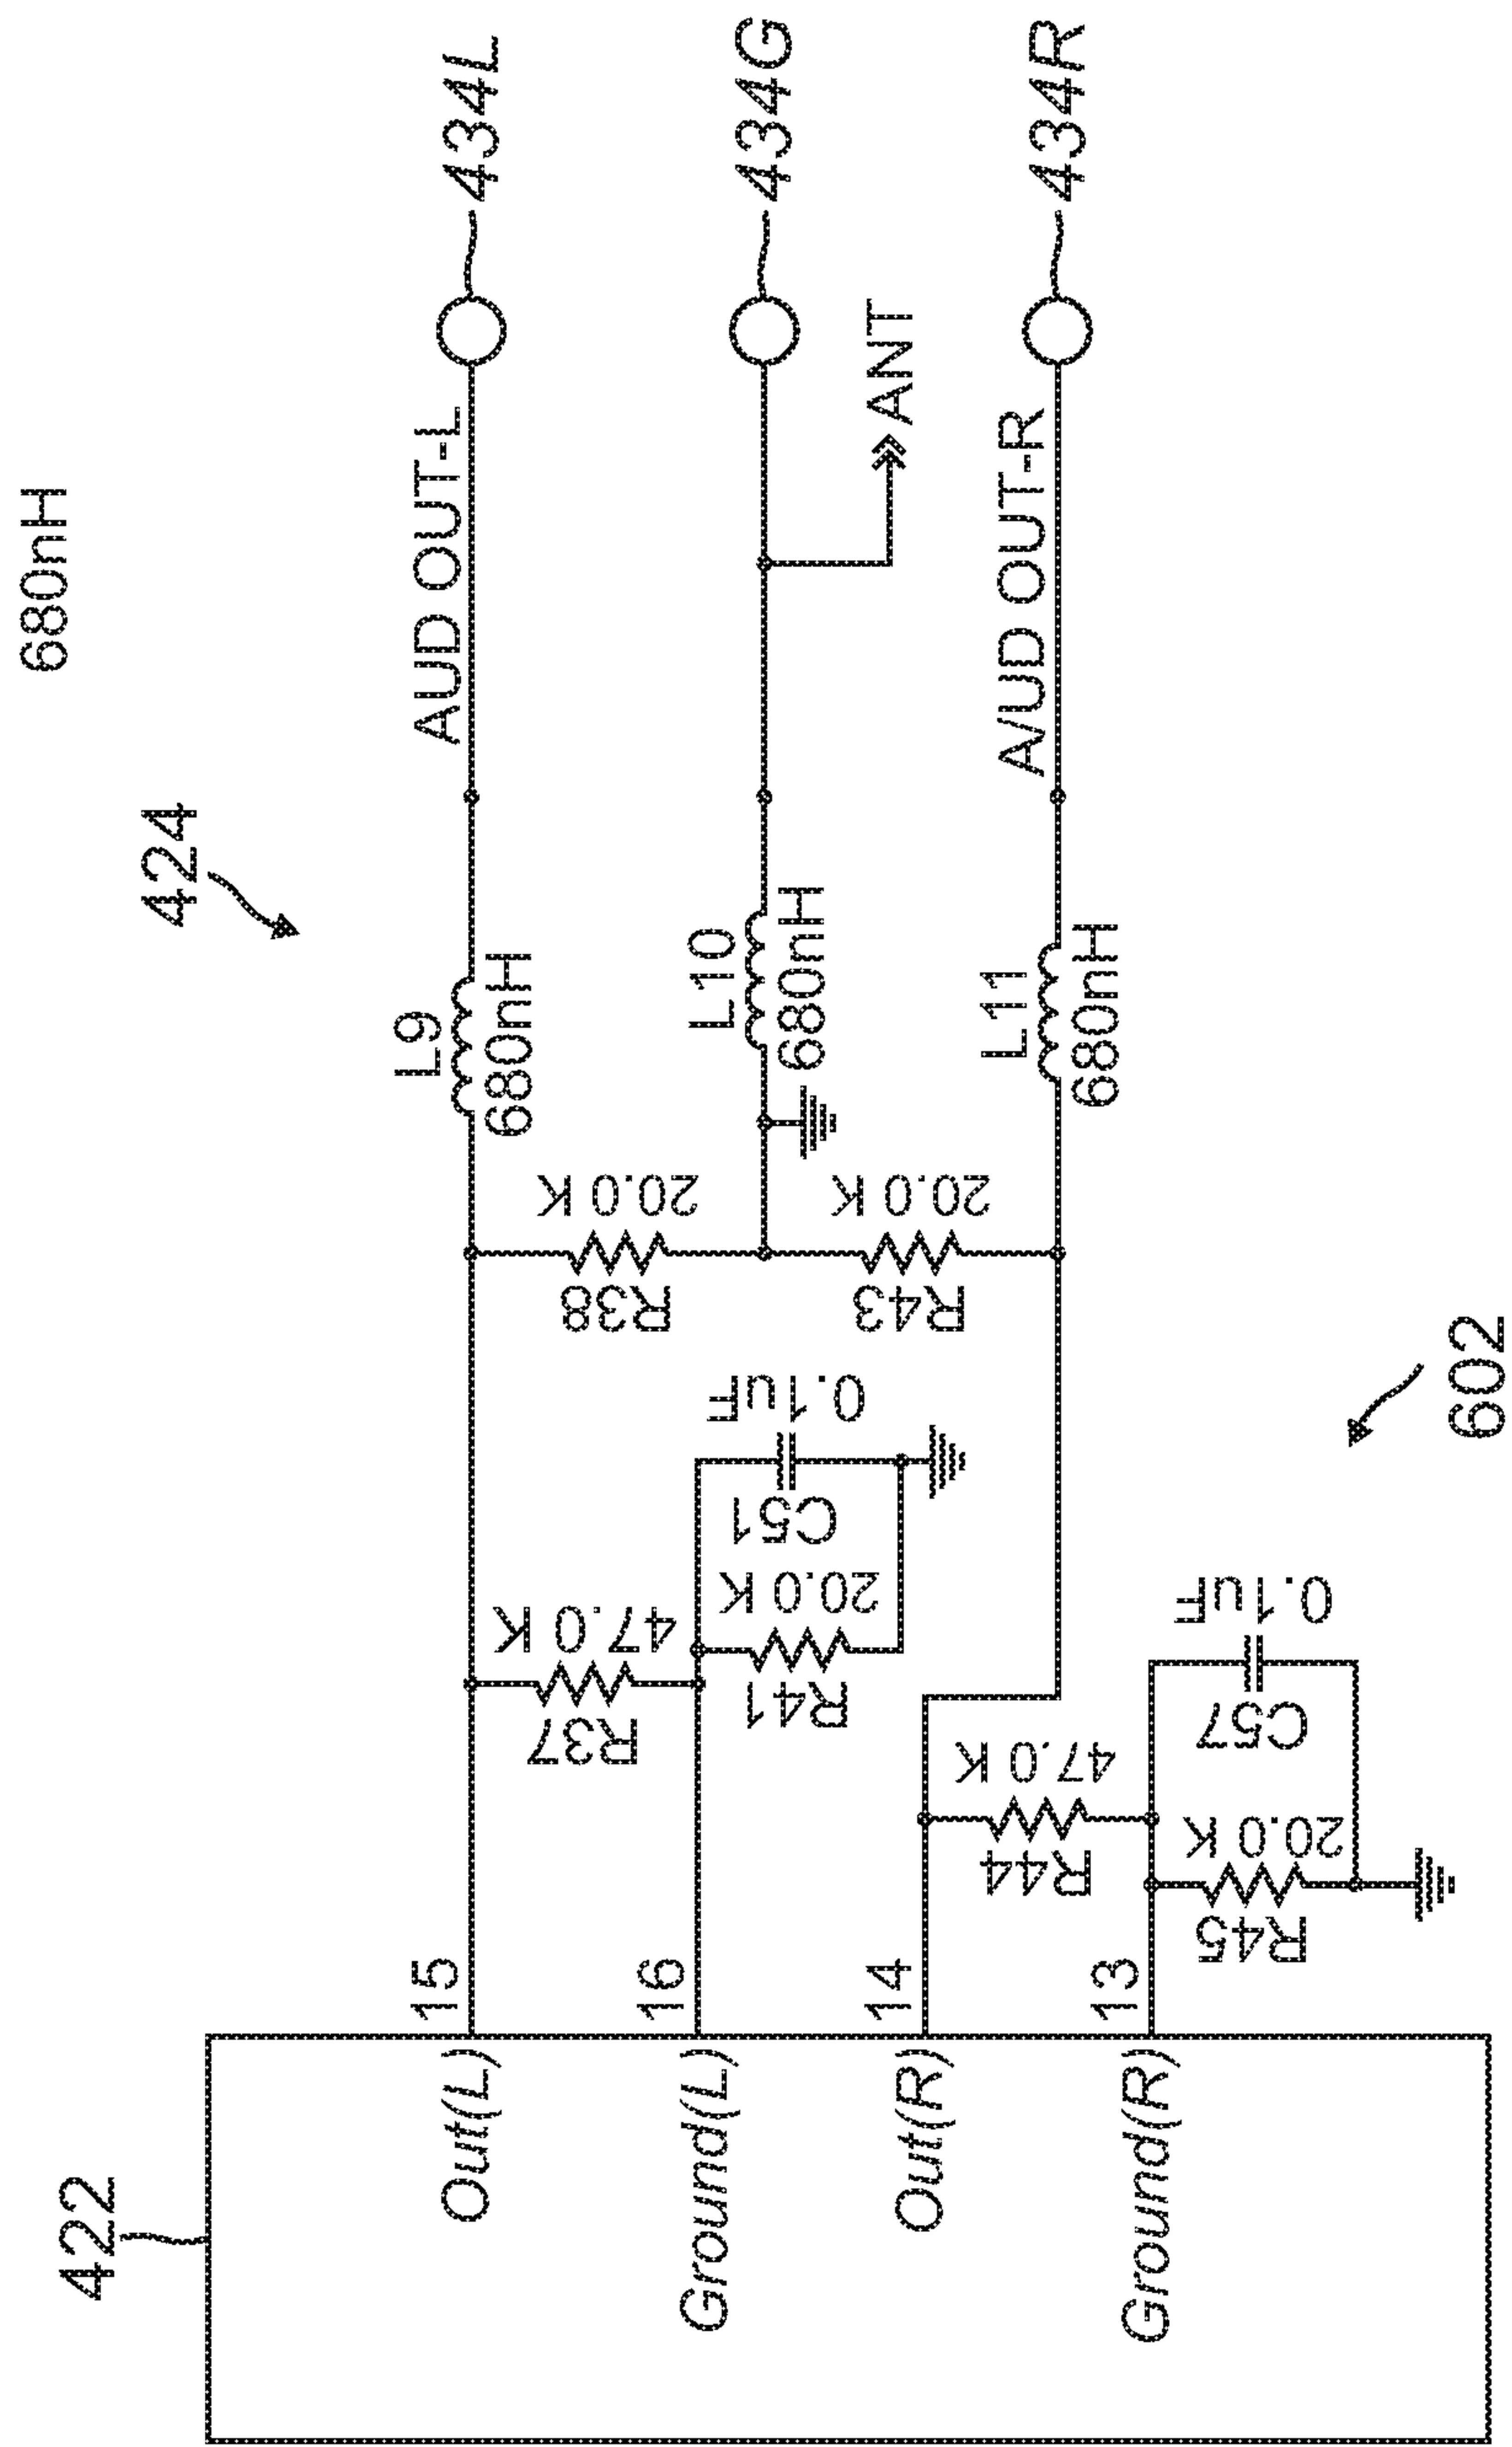 680nH
424
AUD OUT-L
434L
L9
680nH
422
Out(L)
15
R37
47.0 K
R38
20.0 K
L10
680nH
434G
ANT
Ground(L)
16
R41
20.0 K
C51
0.1uF
R43
20.0 K
L11
680nH
A/UD OUT-R
434R
Out(R)
14
R44
47.0 K
Ground(R)
13
R45
20.0 K
C57
0.1uF
602